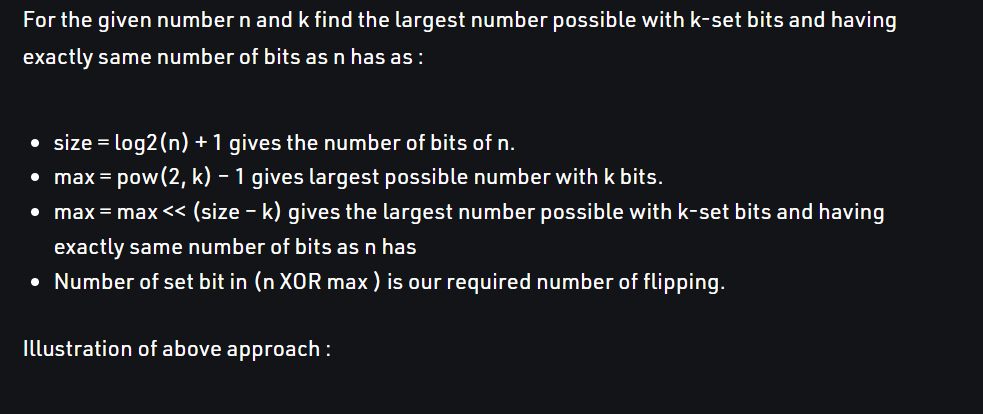 For the given number n and k find the largest number possible with k-set bits and having
exactly same number of bits as n has as :
• size = log2(n) + 1 gives the number of bits of n.
• max = pow(2, k) – 1 gives largest possible number with k bits.
• max = max << (size – k) gives the largest number possible with k-set bits and having
exactly same number of bits as n has
• Number of set bit in (n XOR max ) is our required number of flipping.
Illustration of above approach :